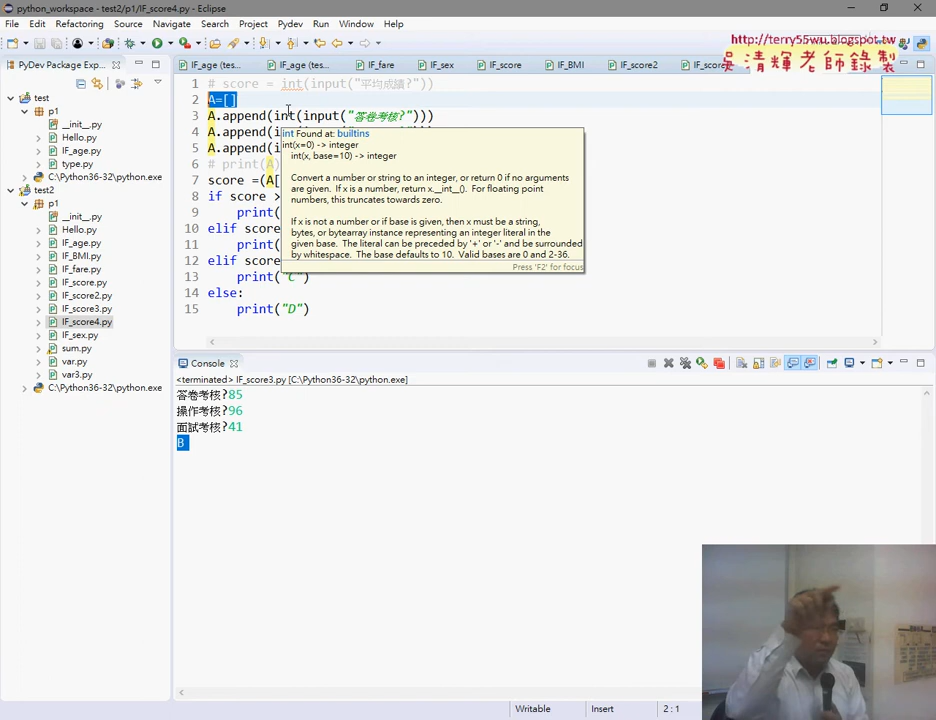 python_workspace - test2/p1/IF_score4.py - Eclipse
File Edit Refactoring Source Navigate Search Project Pydev Run Window Help
http://terry55wu.blogspot.tw
吳清輝老師錄製
PyDev Package Explorer
IF_age (tes...
IF_age (tes...
IF_fare
IF_sex
IF_score
IF_BMI
IF_score2
IF_scor
test
p1
__init__.py
Hello.py
IF_age.py
type.py
C:\Python36-32\python.exe
test2
p1
__init__.py
Hello.py
IF_age.py
IF_BMI.py
IF_fare.py
IF_score.py
IF_score2.py
IF_score3.py
IF_score4.py
IF_sex.py
sum.py
var.py
var3.py
C:\Python36-32\python.exe
1 # score = int(input("平均成績?"))
2 A=[]
3 A.append(int(input("答卷考核?")))
4 A.append(
5 A.append(i
6 # print(A)
7 score =(A[
8 if score >
9 print(
10 elif score
11 print(
12 elif score
13 print("C")
14 else:
15 print("D")
int Found at: builtins
int(x=0) -> integer
int(x, base=10) -> integer
Convert a number or string to an integer, or return 0 if no arguments
are given. If x is a number, return x.__int__(). For floating point
numbers, this truncates towards zero.
If x is not a number or if base is given, then x must be a string,
bytes, or bytearray instance representing an integer literal in the
given base. The literal can be preceded by '+' or '-' and be surrounded
by whitespace. The base defaults to 10. Valid bases are 0 and 2-36.
Press 'F2' for focus
Console
<terminated> IF_score3.py [C:\Python36-32\python.exe]
答卷考核?85
操作考核?96
面試考核?41
B
Writable Insert 2 : 1